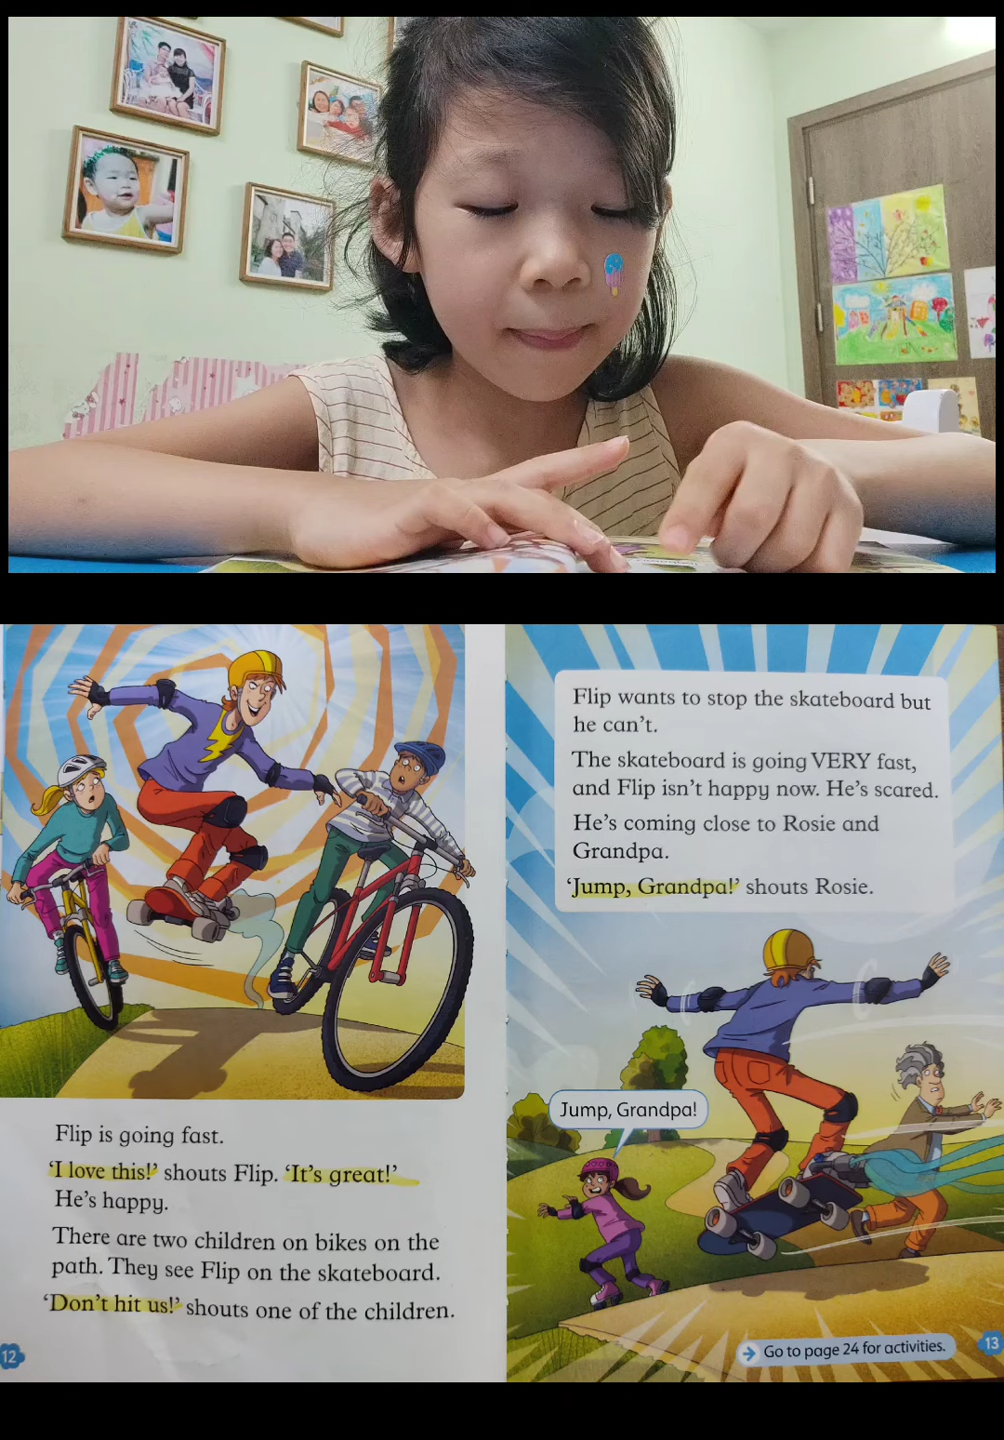 Flip is going fast.
‘I love this!’ shouts Flip. ‘It’s great!’
He’s happy.
There are two children on bikes on the
path. They see Flip on the skateboard.
‘Don’t hit us!’ shouts one of the children.
12
Flip wants to stop the skateboard but
he can’t.
The skateboard is going VERY fast,
and Flip isn’t happy now. He’s scared.
He’s coming close to Rosie and
Grandpa.
‘Jump, Grandpa!’ shouts Rosie.
Jump, Grandpa!
Go to page 24 for activities.
13